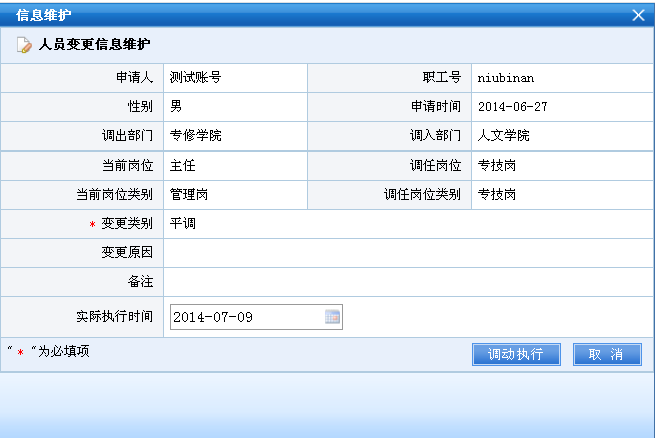 信息维护
人员变更信息维护
申请人 测试账号 职工号 niubinan
性别 男 申请时间 2014-06-27
调出部门 专修学院 调入部门 人文学院
当前岗位 主任 调任岗位 专技岗
当前岗位类别 管理岗 调任岗位类别 专技岗
* 变更类别 平调
变更原因
备注
实际执行时间 2014-07-09
“ * ”为必填项 调动执行 取 消